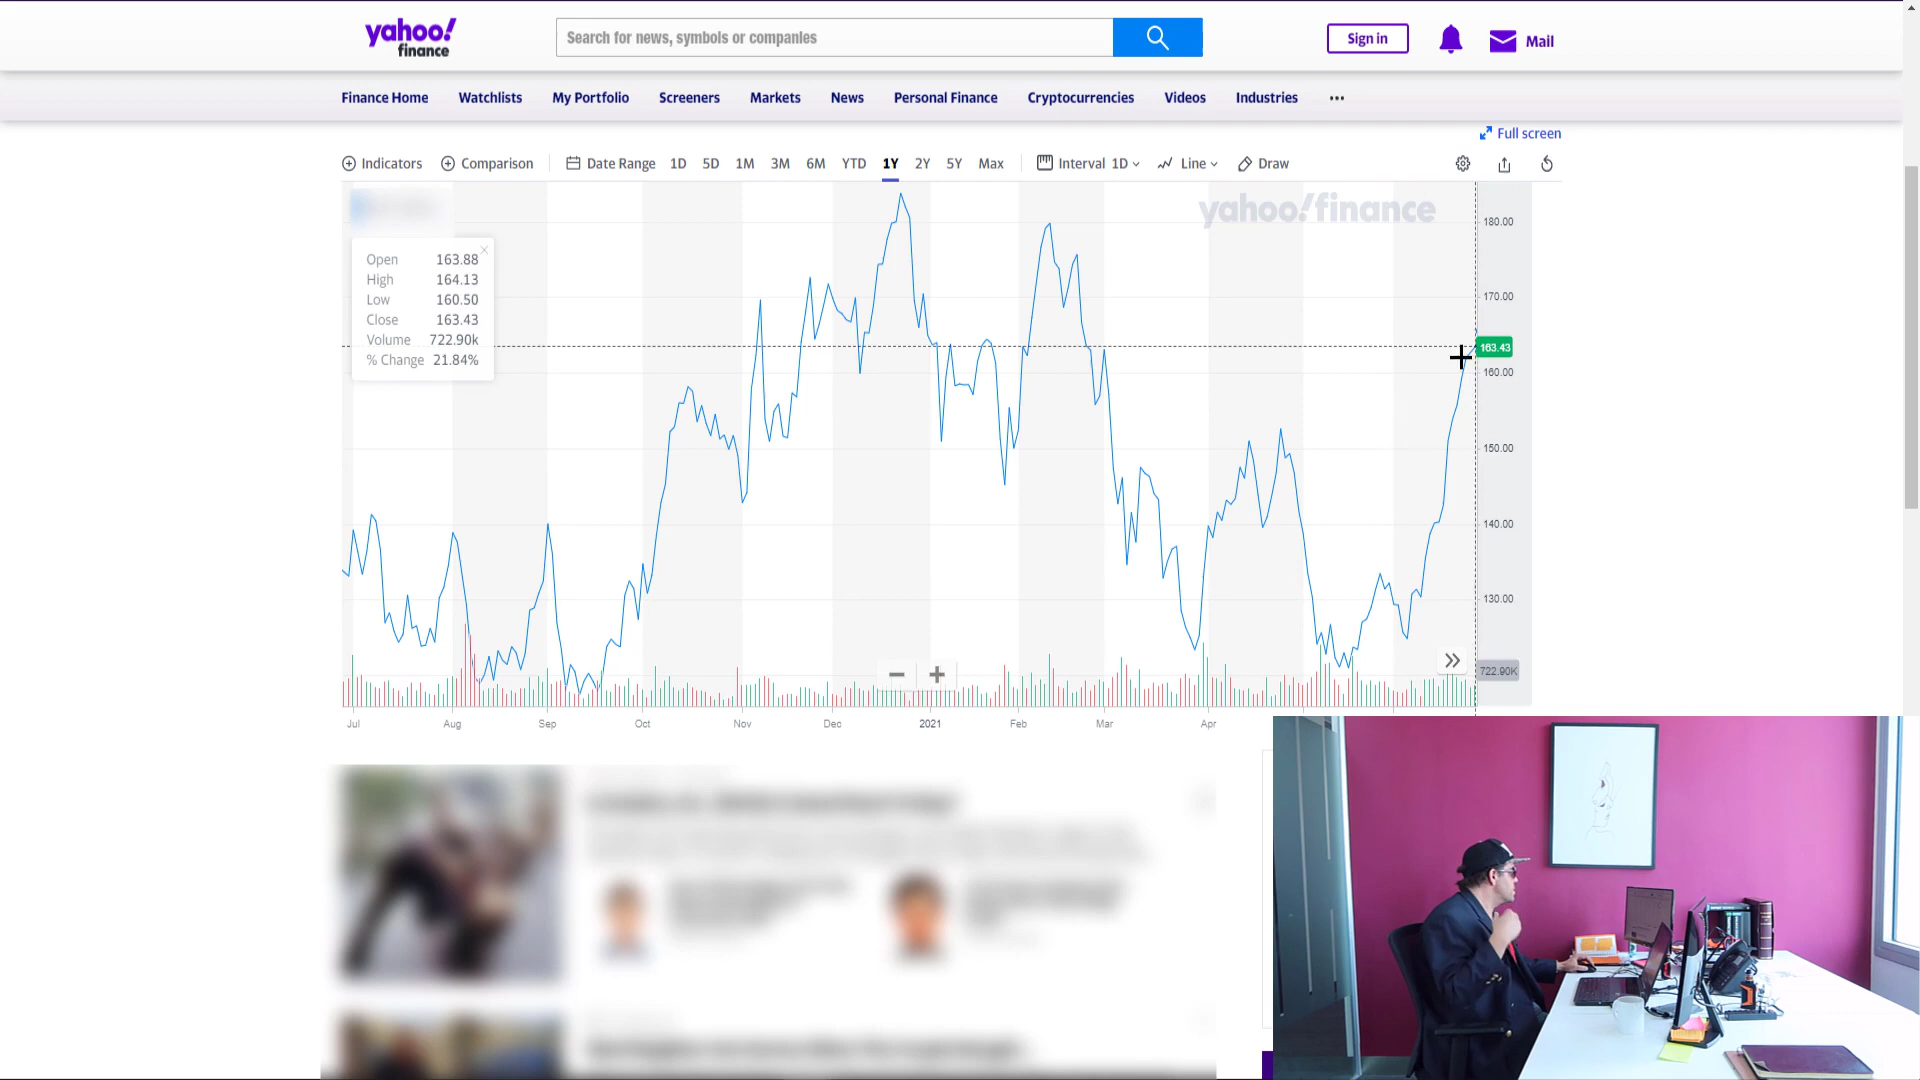 yahoo!
finance
Search for news, symbols or companies
Sign in
Mail
Finance Home
Watchlists
My Portfolio
Screeners
Markets
News
Personal Finance
Cryptocurrencies
Videos
Industries
...
Full screen
Indicators
Comparison
Date Range
1D
5D
1M
3M
6M
YTD
1Y
2Y
5Y
Max
Interval 1D
Line
Draw
yahoo!finance
Open 163.88
High 164.13
Low 160.50
Close 163.43
Volume 722.90k
% Change 21.84%
180.00
170.00
163.43
160.00
150.00
140.00
130.00
722.90K
Jul
Aug
Sep
Oct
Nov
Dec
2021
Feb
Mar
Apr